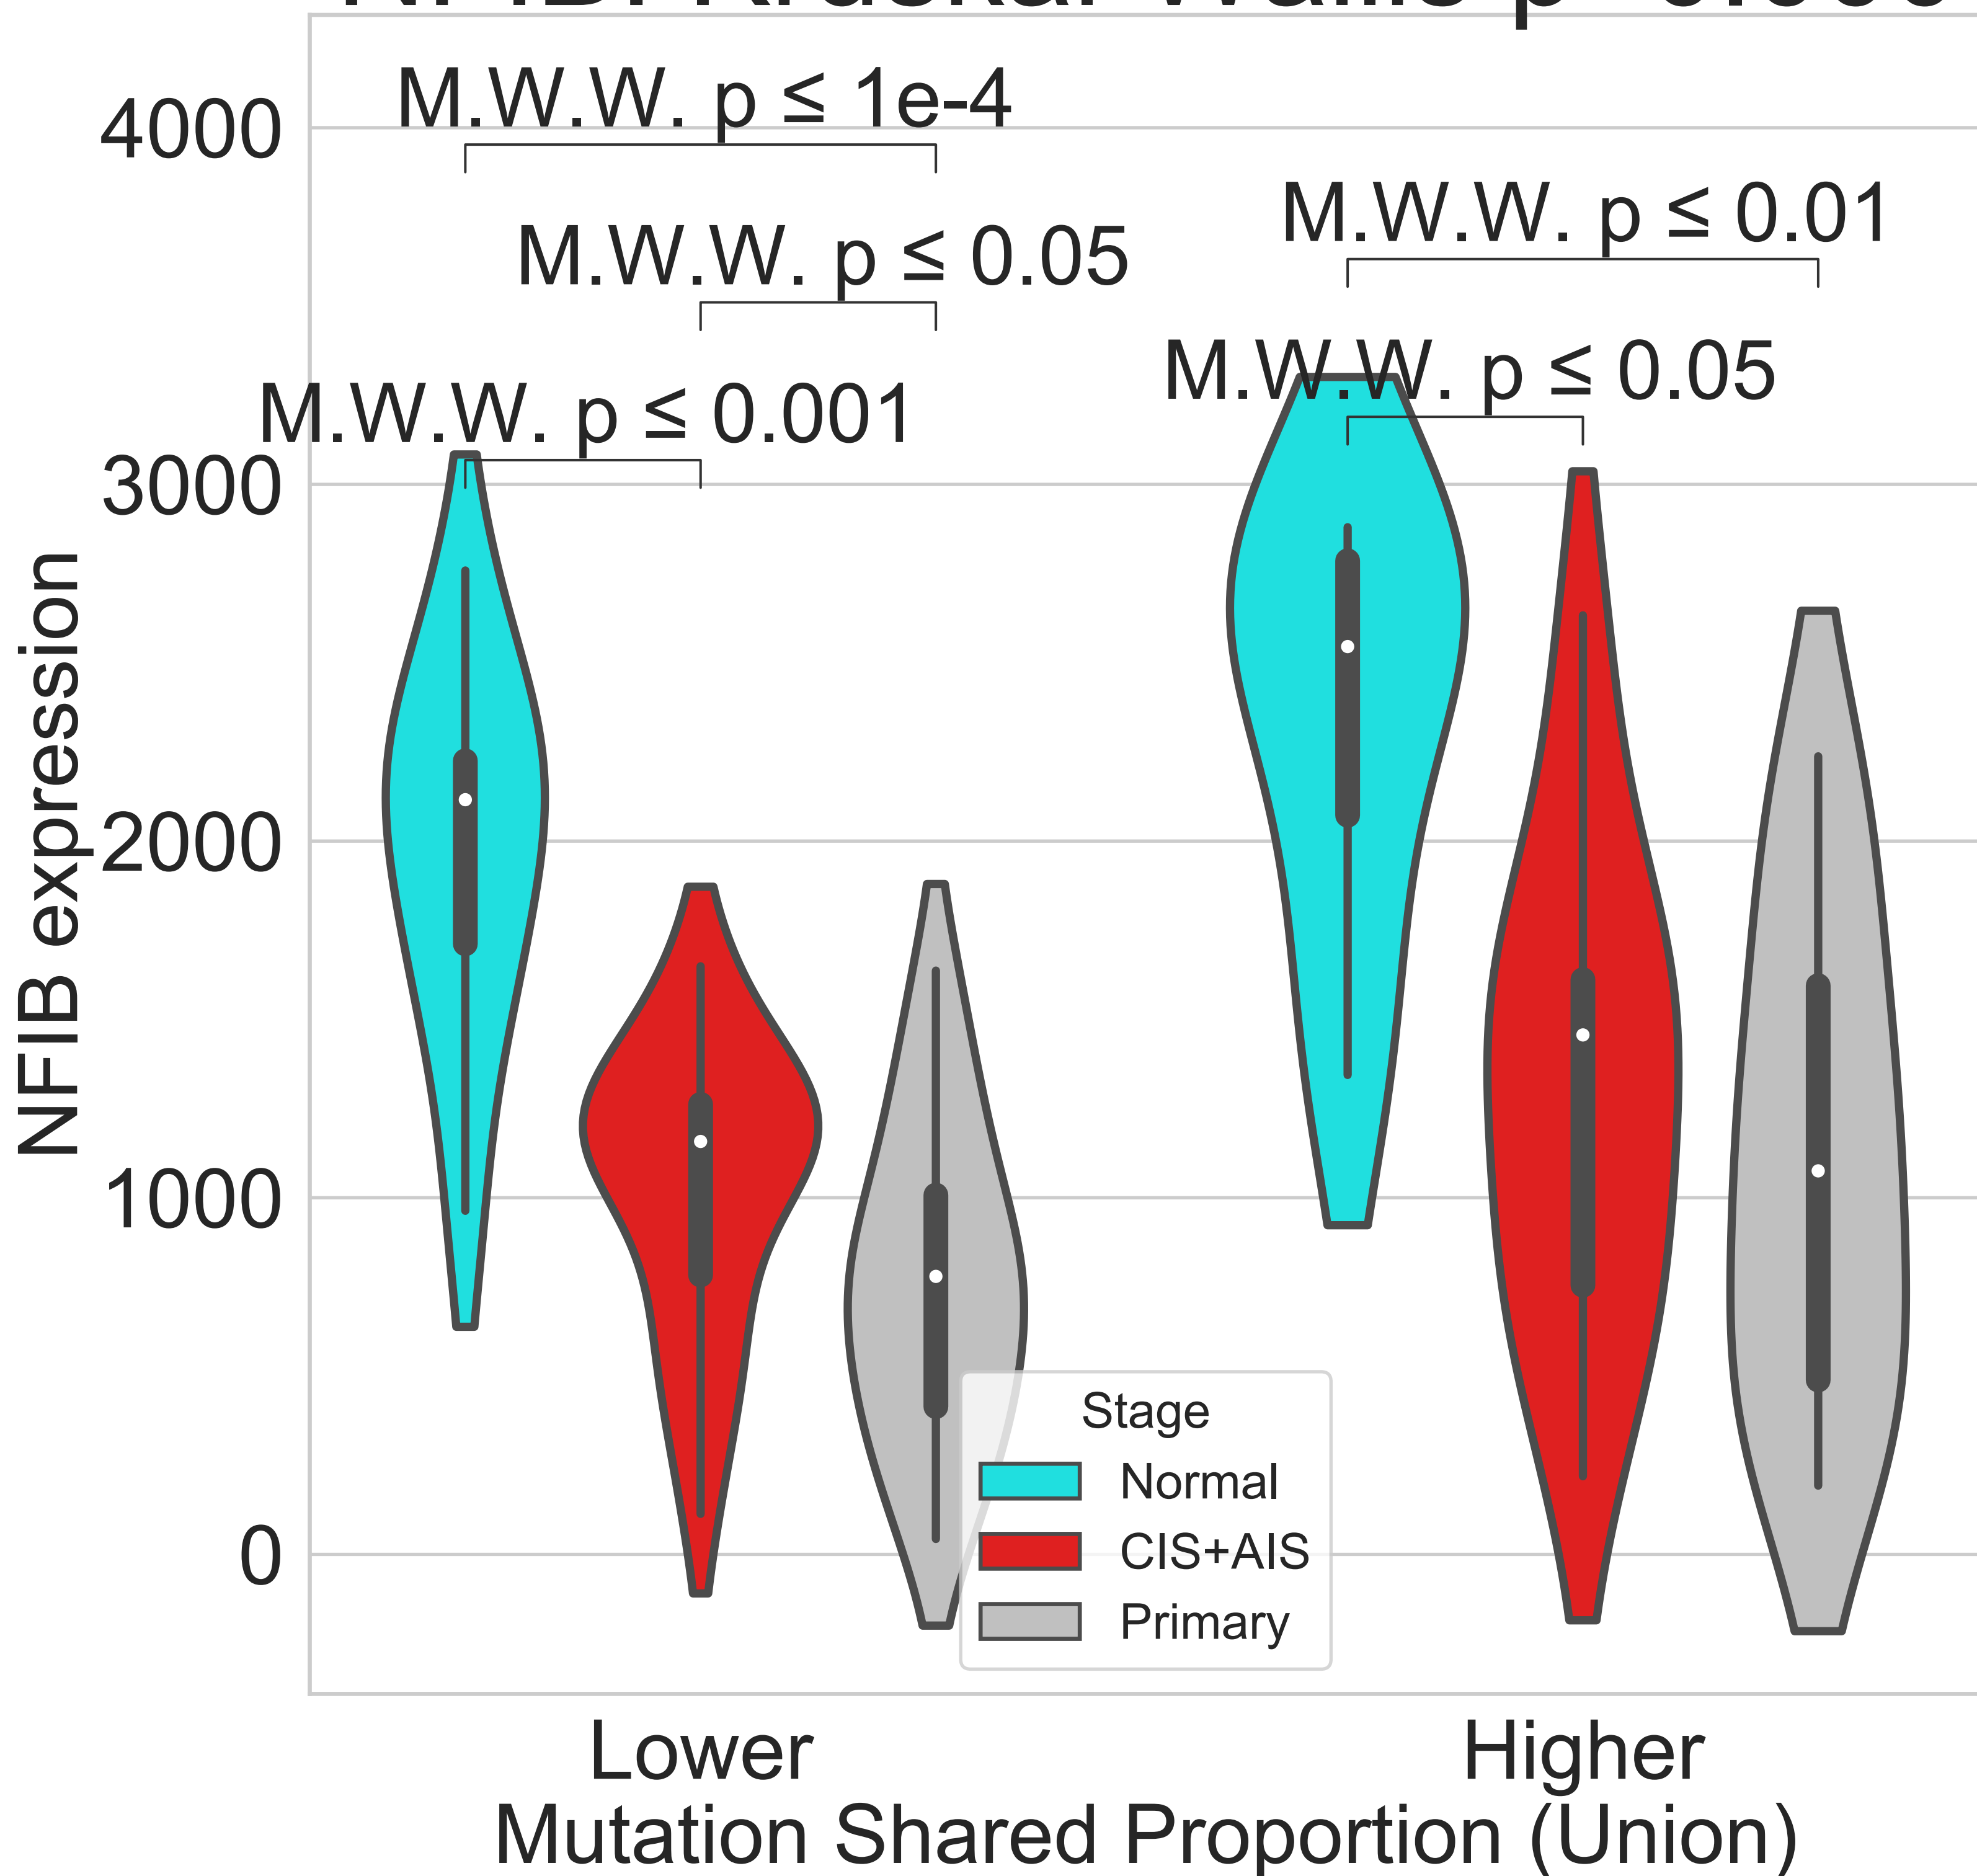 M.W.W. p ≤ 1e-4
M.W.W. p ≤ 0.05
M.W.W. p ≤ 0.001
M.W.W. p ≤ 0.01
M.W.W. p ≤ 0.05
4000
3000
2000
1000
0
NFIB expression
Stage
Normal
CIS+AIS
Primary
Lower
Higher
Mutation Shared Proportion (Union)